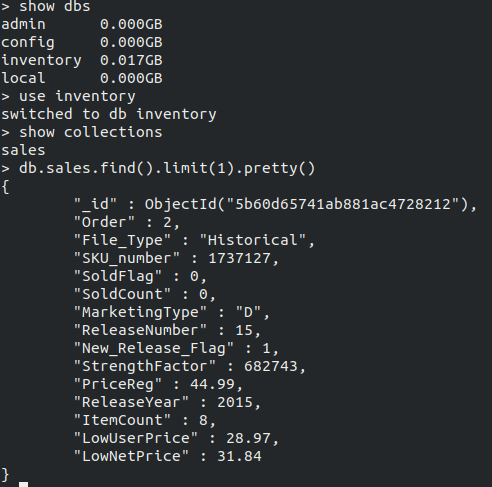 > show dbs
admin      0.000GB
config     0.000GB
inventory  0.017GB
local      0.000GB
> use inventory
switched to db inventory
> show collections
sales
> db.sales.find().limit(1).pretty()
{
        "_id" : ObjectId("5b60d65741ab881ac4728212"),
        "Order" : 2,
        "File_Type" : "Historical",
        "SKU_number" : 1737127,
        "SoldFlag" : 0,
        "SoldCount" : 0,
        "MarketingType" : "D",
        "ReleaseNumber" : 15,
        "New_Release_Flag" : 1,
        "StrengthFactor" : 682743,
        "PriceReg" : 44.99,
        "ReleaseYear" : 2015,
        "ItemCount" : 8,
        "LowUserPrice" : 28.97,
        "LowNetPrice" : 31.84
}